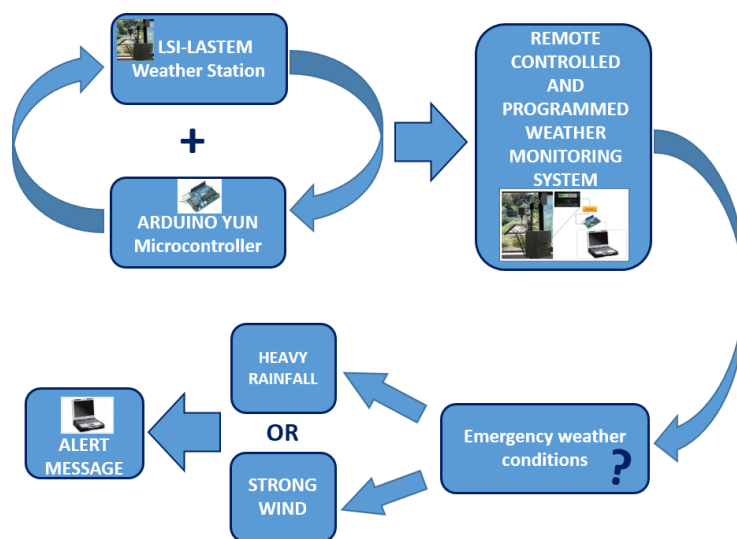 LSI-LASTEM
Weather Station
+
ARDUINO YUN
Microcontroller
REMOTE
CONTROLLED
AND
PROGRAMMED
WEATHER
MONITORING
SYSTEM
Emergency weather
conditions
?
HEAVY
RAINFALL
OR
STRONG
WIND
ALERT
MESSAGE